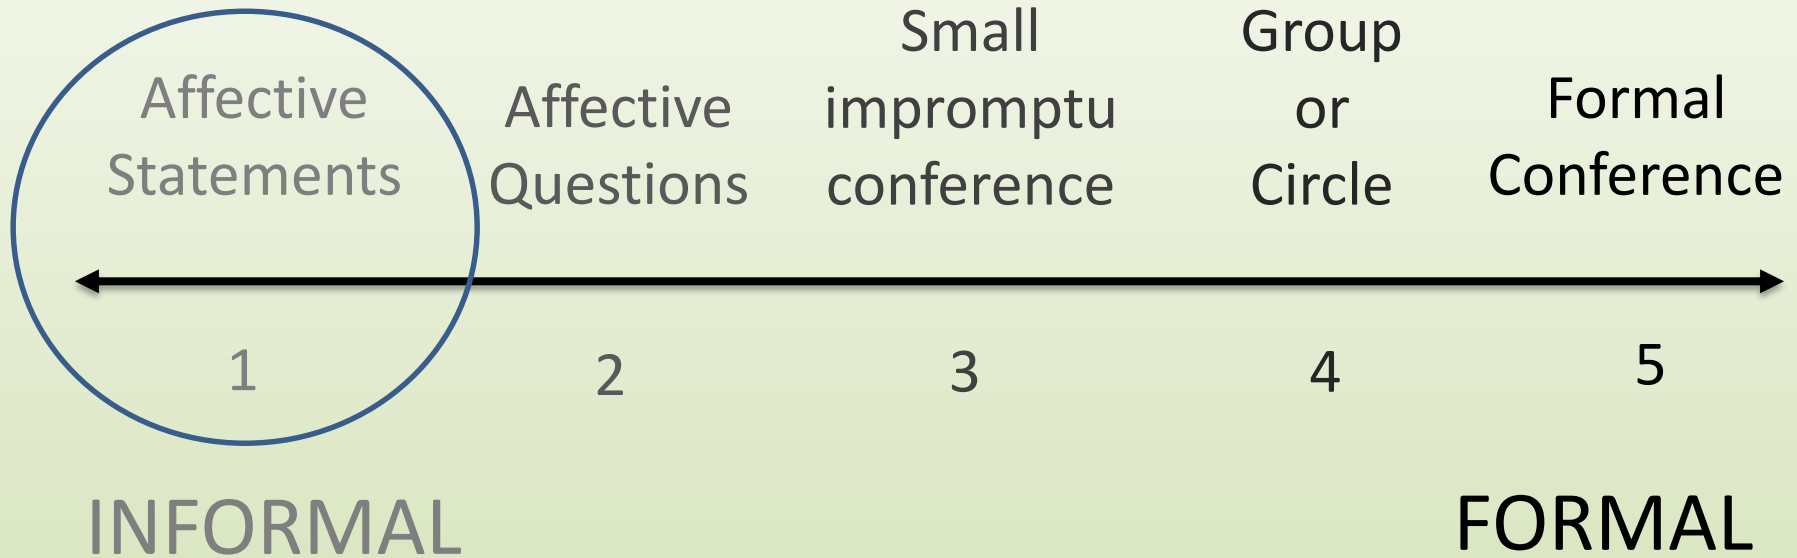 Affective
Statements
Affective
Questions
Small
impromptu
conference
Group
or
Circle
Formal
Conference
1
2
3
4
5
INFORMAL
FORMAL